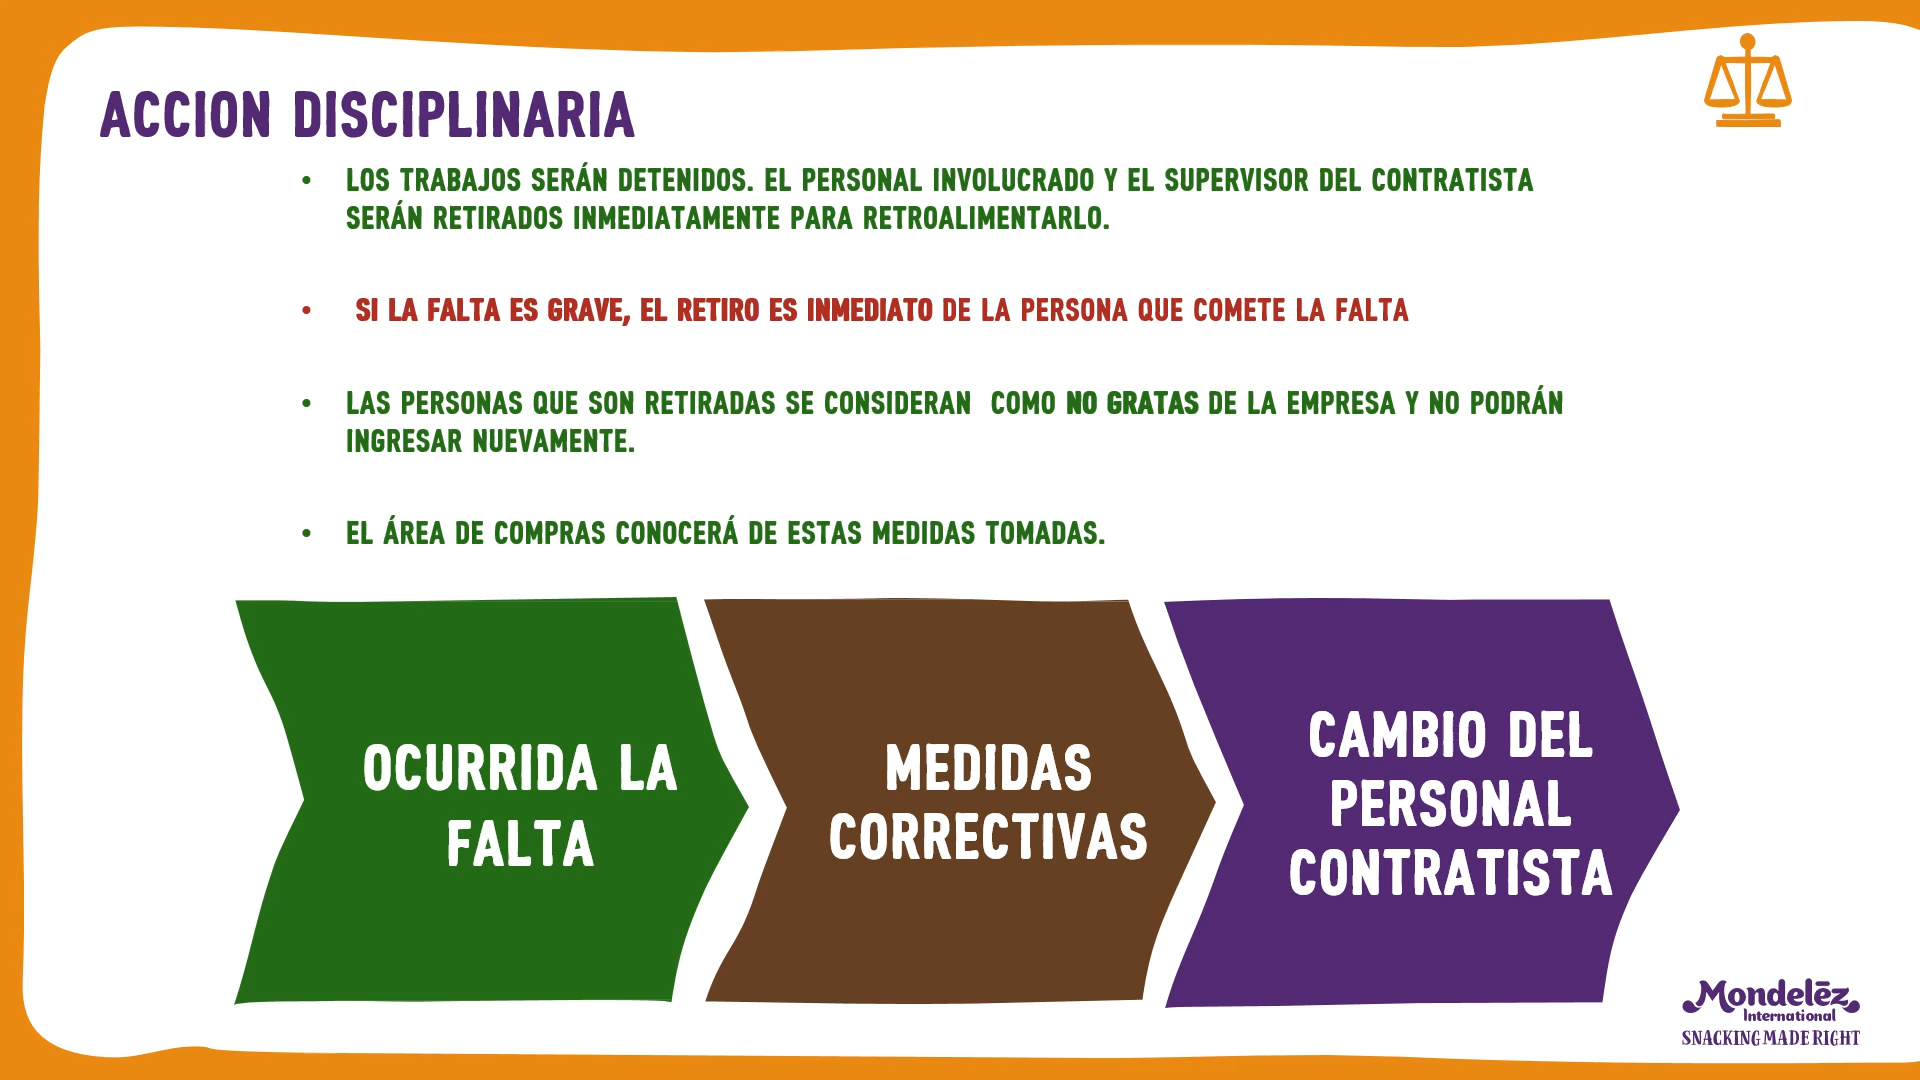 ACCION DISCIPLINARIA
• LOS TRABAJOS SERÁN DETENIDOS. EL PERSONAL INVOLUCRADO Y EL SUPERVISOR DEL CONTRATISTA
SERÁN RETIRADOS INMEDIATAMENTE PARA RETROALIMENTARLO.
• SI LA FALTA ES GRAVE, EL RETIRO ES INMEDIATO DE LA PERSONA QUE COMETE LA FALTA
• LAS PERSONAS QUE SON RETIRADAS SE CONSIDERAN COMO NO GRATAS DE LA EMPRESA Y NO PODRÁN
INGRESAR NUEVAMENTE.
• EL ÁREA DE COMPRAS CONOCERÁ DE ESTAS MEDIDAS TOMADAS.
OCURRIDA LA
FALTA
MEDIDAS
CORRECTIVAS
CAMBIO DEL
PERSONAL
CONTRATISTA
Mondelēz
International
SNACKING MADE RIGHT